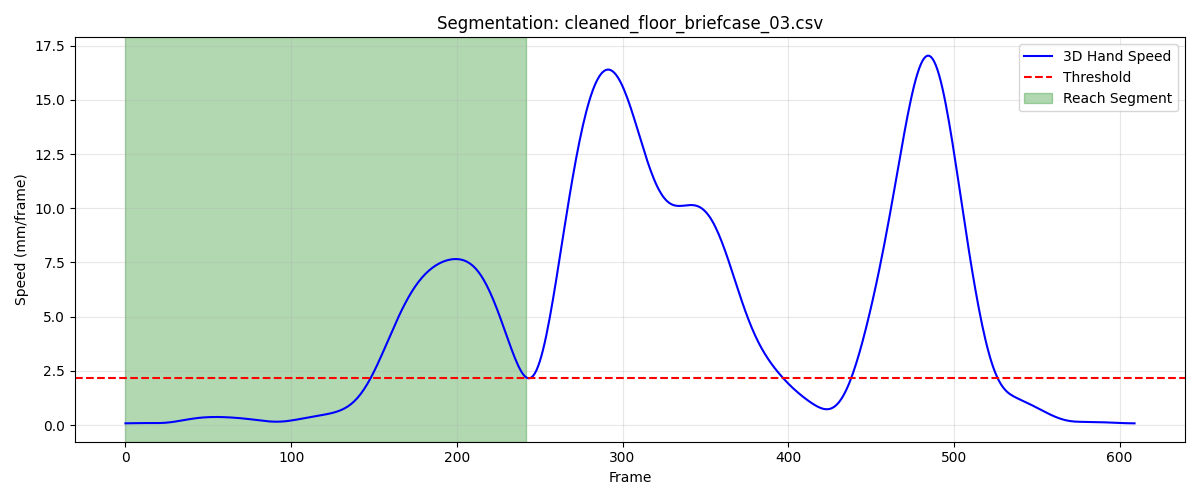 Segmentation: cleaned_floor_briefcase_03.csv
17.5
15.0
12.5
10.0
7.5
5.0
2.5
0.0
Speed (mm/frame)
3D Hand Speed
Threshold
Reach Segment
0 100 200 300 400 500 600
Frame